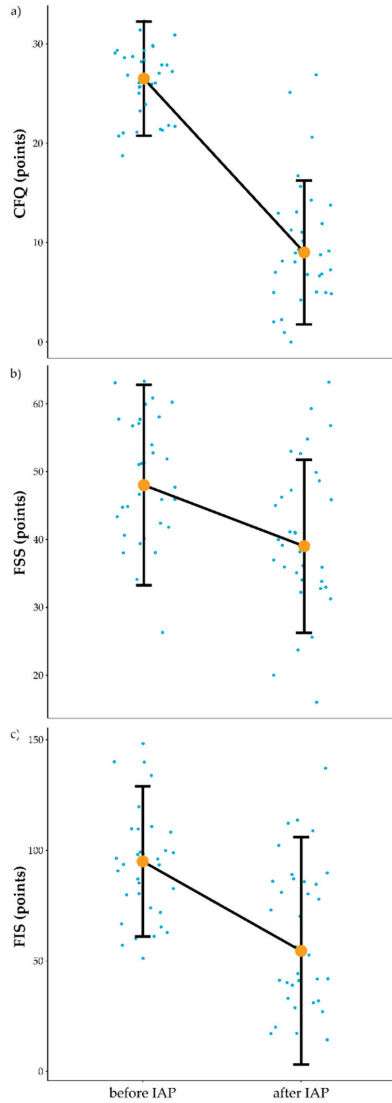 a)
30
20
10
0
CFQ (points)
b)
60
50
40
30
20
FSS (points)
c)
150
100
50
0
FIS (points)
before IAP
after IAP